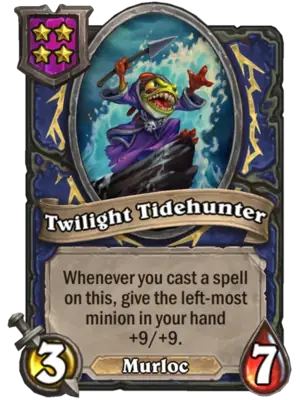 Twilight Tidehunter
Whenever you cast a spell
on this, give the left-most
minion in your hand
+9/+9.
3
Murloc
7